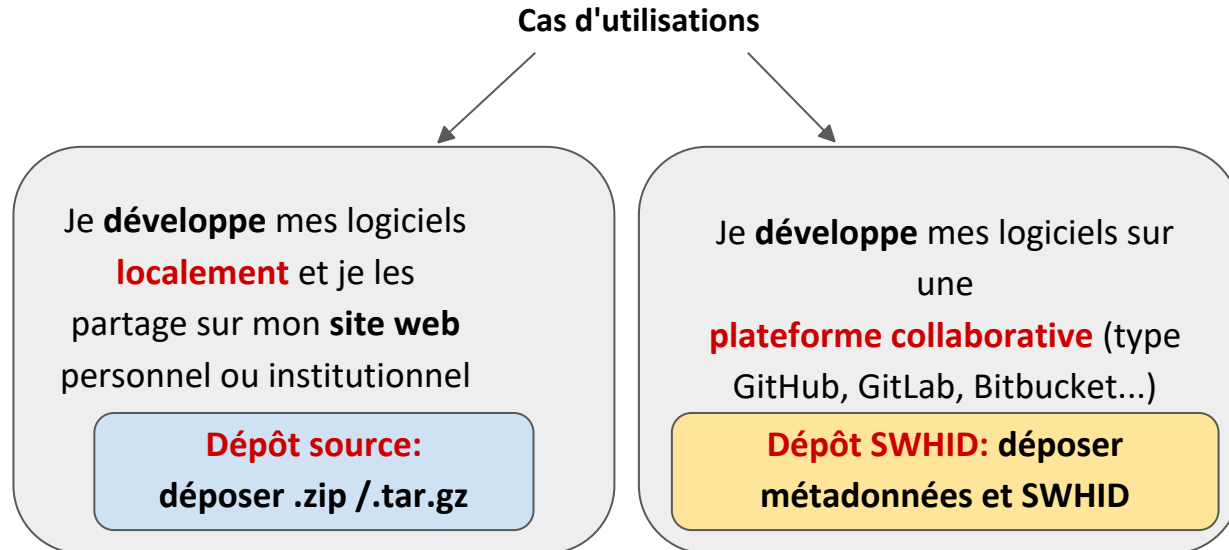 Cas d'utilisations
Je développe mes logiciels
localement et je les
partage sur mon site web
personnel ou institutionnel
Dépôt source:
déposer .zip /.tar.gz
Je développe mes logiciels sur
une
plateforme collaborative (type
GitHub, GitLab, Bitbucket...)
Dépôt SWHID: déposer
métadonnées et SWHID